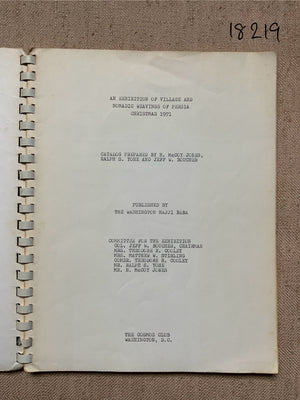 18219
AN EXHIBITION OF VILLAGE AND
NOMADIC WEAVINGS OF PERSIA
CHRISTMAS 1971
CATALOG PREPARED BY H. McCOY JONES,
RALPH S. YOHE AND JEFF W. BOUCHER
PUBLISHED BY
THE WASHINGTON HAJJI BABA
COMMITTEE FOR THE EXHIBITION
COL. JEFF W. BOUCHER, CHAIRMAN
MRS. THEODORE R. COOLEY
MRS. MATTHEW W. STIRLING
COMDR. THEODORE R. COOLEY
MR. RALPH S. YOHE
MR. H. McCOY JONES
THE COSMOS CLUB
WASHINGTON, D.C.